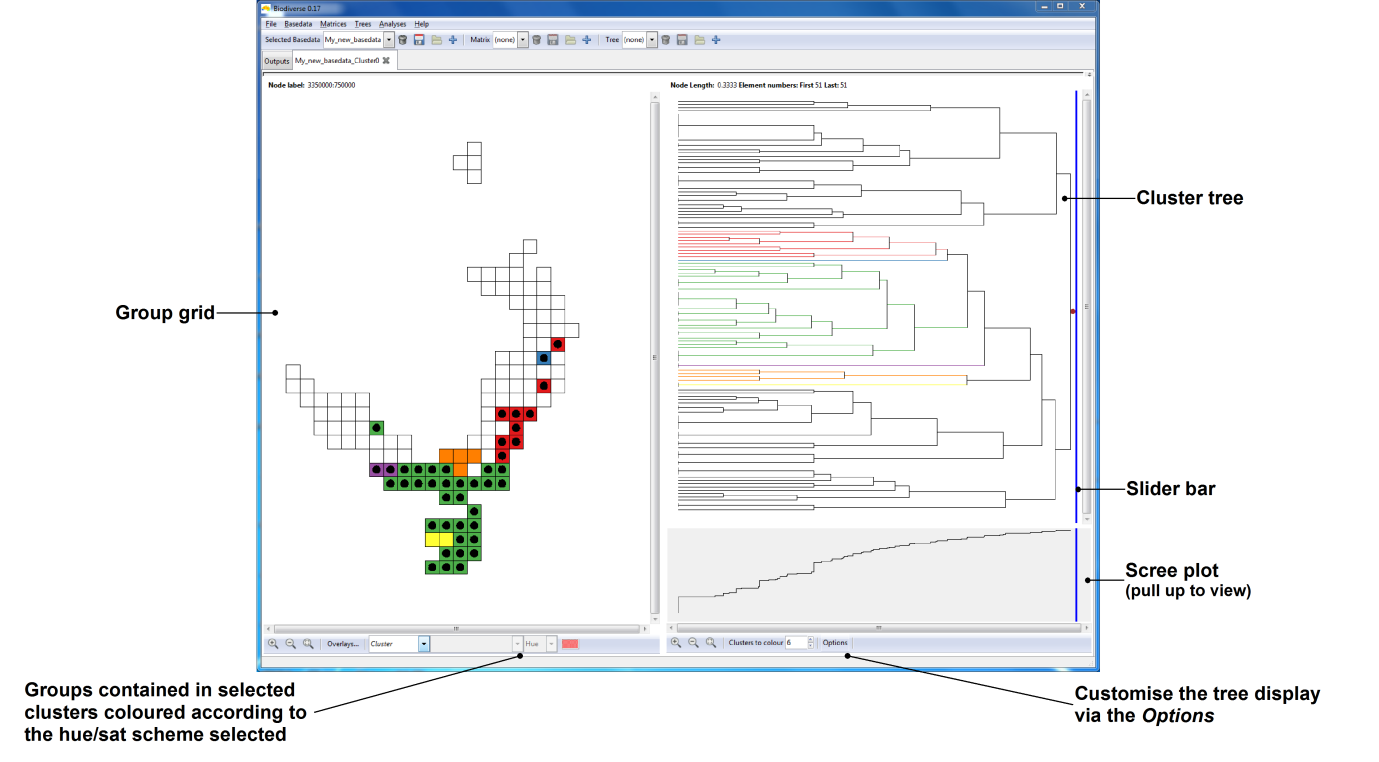 Biodiverse 0.17
File Basedata Matrices Trees Analyses Help
Selected Basedata My_new_basedata Matrix (none) Tree (none)
Outputs My_new_basedata_Cluster0
Node label: 3350000:750000
Node Length: 0.3333 Element numbers: First 51 Last: 51
Cluster tree
Group grid
Slider bar
Scree plot
(pull up to view)
Overlays... Cluster Hue
Clusters to colour 6 Options
Groups contained in selected
clusters coloured according to
the hue/sat scheme selected
Customise the tree display
via the Options